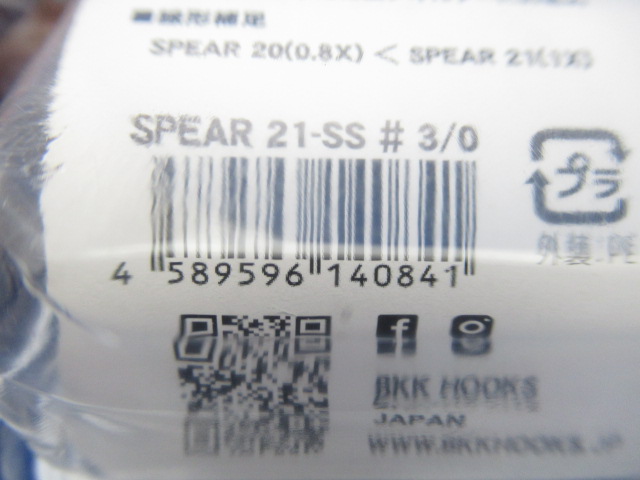 ■線形補足
SPEAR 20(0.8X) < SPEAR 21(1X)
SPEAR 21-SS # 3/0
プラ
外装:PE
4 589596 140841
BKK HOOKS
JAPAN
WWW.BKKHOOKS.JP